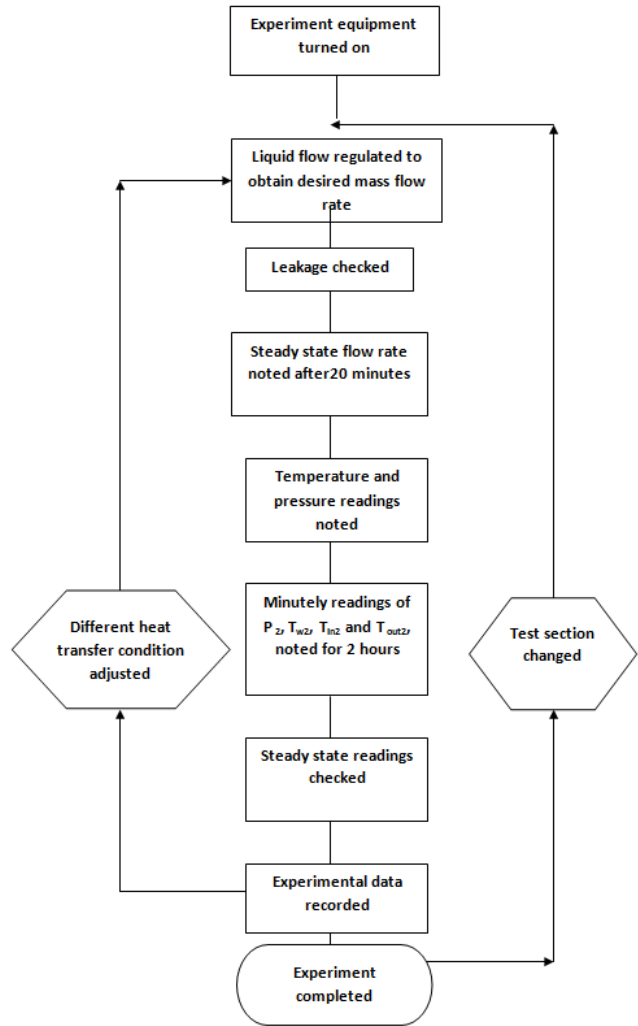 Experiment equipment
turned on
Liquid flow regulated to
obtain desired mass flow
rate
Leakage checked
Steady state flow rate
noted after20 minutes
Temperature and
pressure readings
noted
Minutely readings of
P 2, Tw2, Tin2 and T out2,
noted for 2 hours
Different heat
transfer condition
adjusted
Test section
changed
Steady state readings
checked
Experimental data
recorded
Experiment
completed